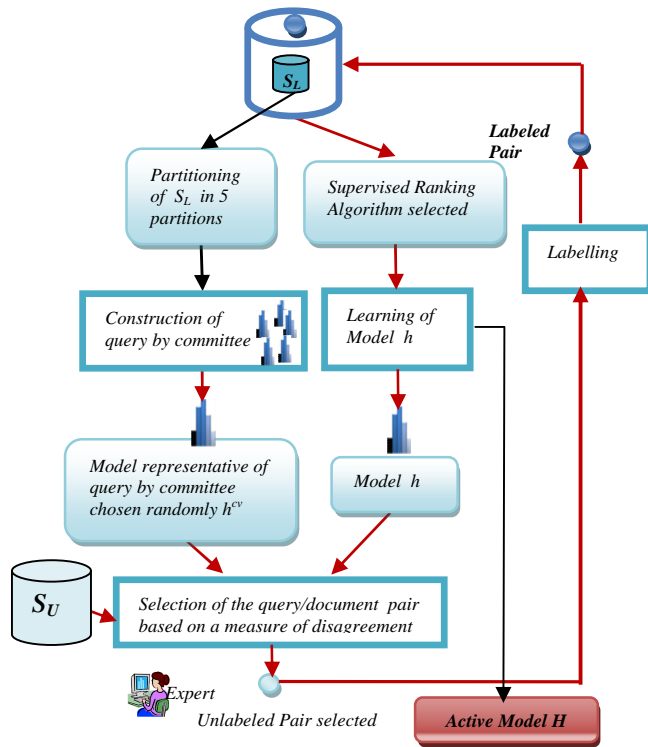 S_L
Labeled
Pair
Partitioning
of S_L in 5
partitions
Supervised Ranking
Algorithm selected
Labelling
Construction of
query by committee
Learning of
Model h
Model representative of
query by committee
chosen randomly h^cv
Model h
S_U
Selection of the query/document pair
based on a measure of disagreement
Expert
Unlabeled Pair selected
Active Model H